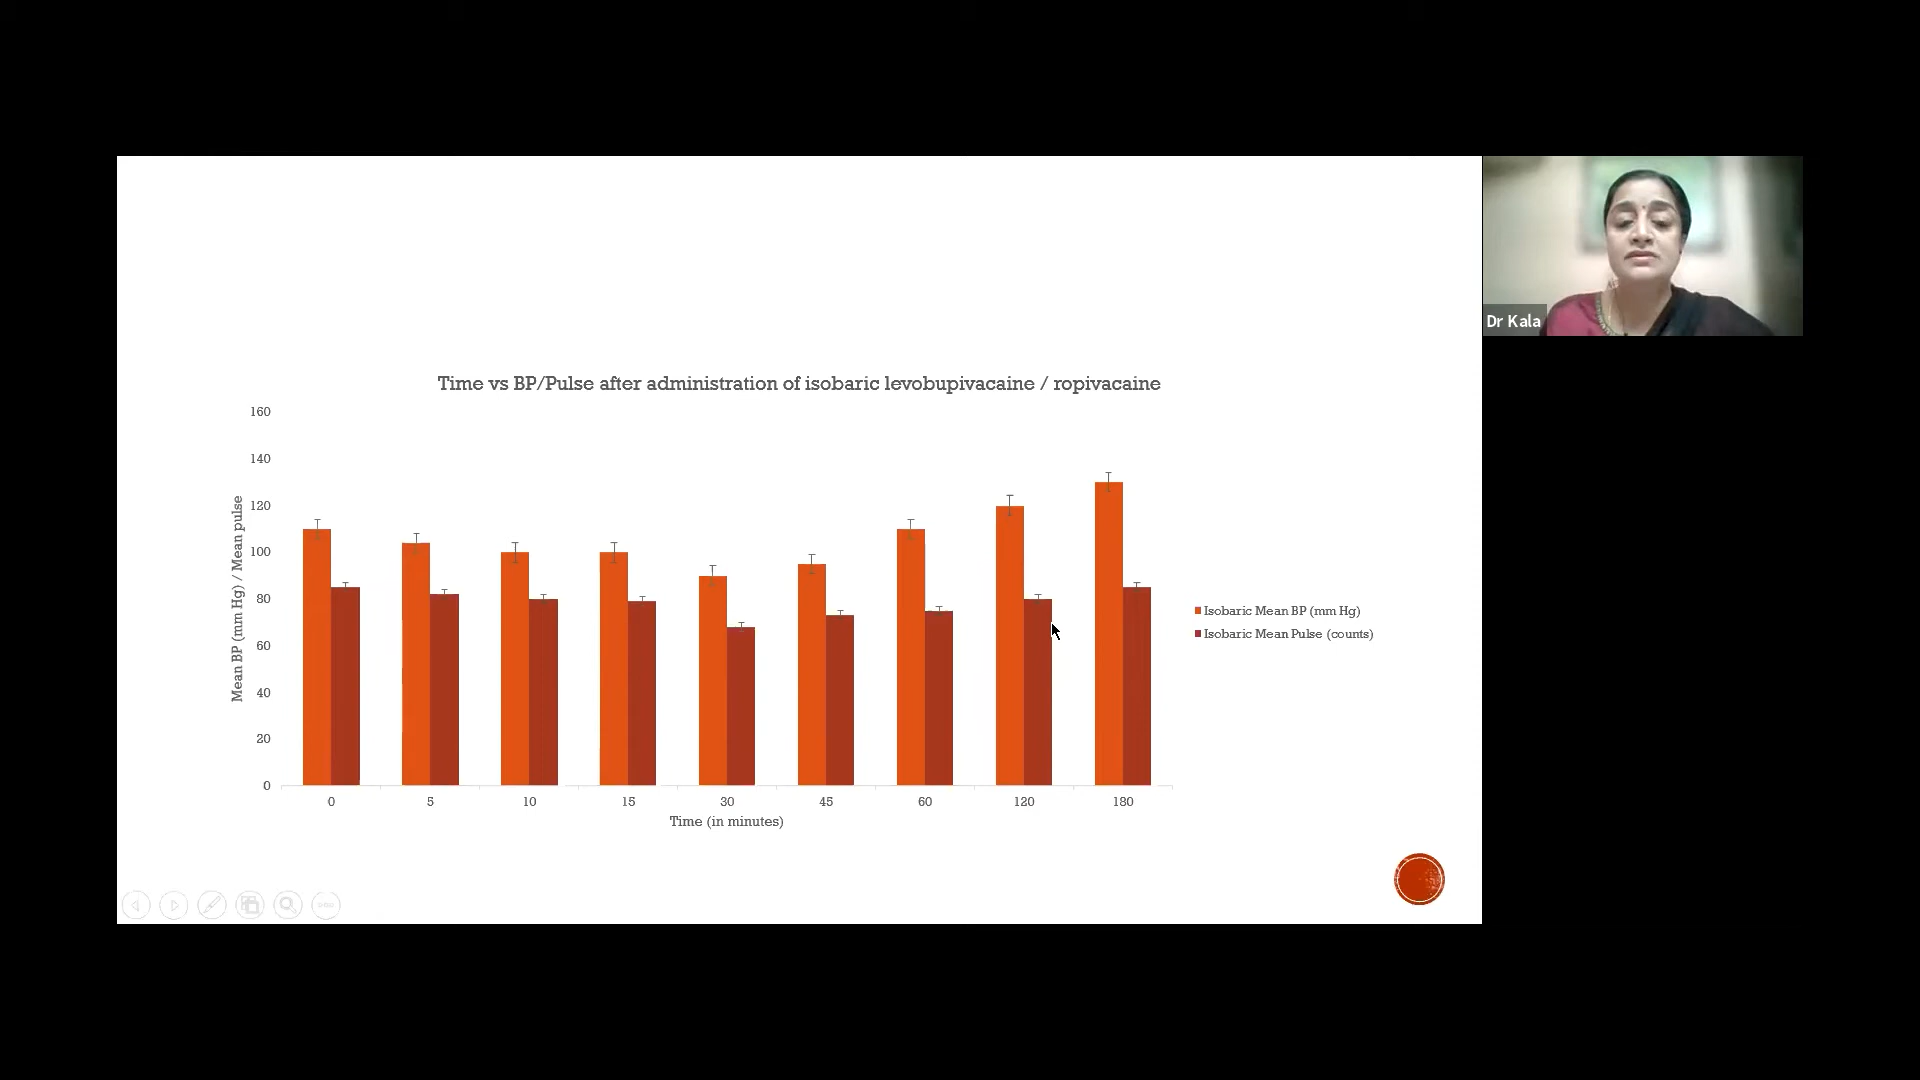 Time vs BP/Pulse after administration of isobaric levobupivacaine / ropivacaine
160
140
120
100
80
60
40
20
0
Mean BP (mm Hg) / Mean pulse
0 5 10 15 30 45 60 120 180
Time (in minutes)
Isobaric Mean BP (mm Hg)
Isobaric Mean Pulse (counts)
Dr Kala